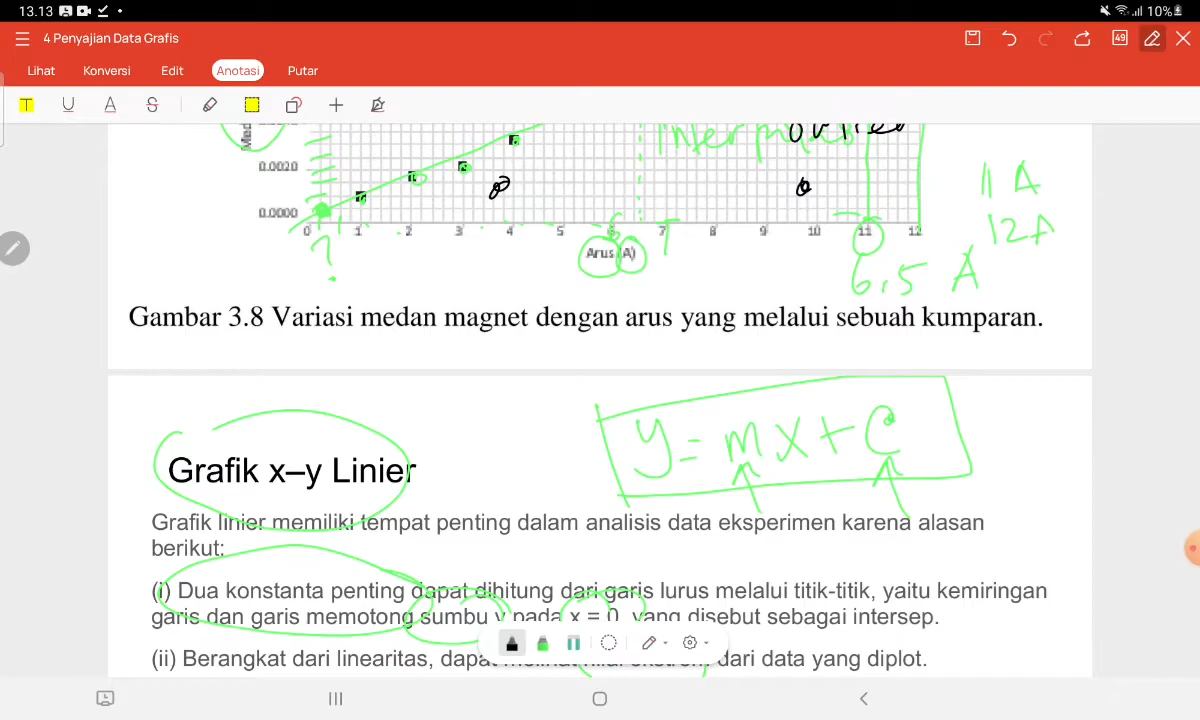 13.13 10%
4 Penyajian Data Grafis 49
Lihat Konversi Edit Anotasi Putar
T U A S
0.0020
0.0000
11 A
12 A
0 1 2 3 4 5 6 7 8 9 10 11 12
Arus (A)
6,5 A
?
Gambar 3.8 Variasi medan magnet dengan arus yang melalui sebuah kumparan.
y = mx + c
Grafik x–y Linier
Grafik linier memiliki tempat penting dalam analisis data eksperimen karena alasan
berikut:
(i) Dua konstanta penting dapat dihitung dari garis lurus melalui titik-titik, yaitu kemiringan
garis dan garis memotong sumbu y pada x = 0, yang disebut sebagai intersep.
(ii) Berangkat dari linearitas, dapat melihat nilai ekstrem dari data yang diplot.